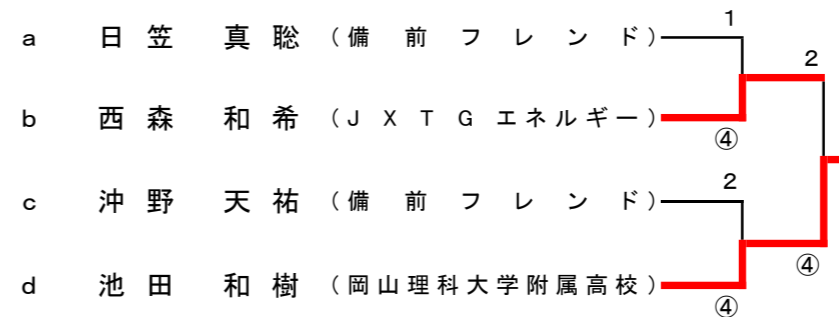 1
a 日笠 真聡 (備前フレンド)
2
b 西森 和希 (JXTGエネルギー)
④
2
c 沖野 天祐 (備前フレンド)
④
d 池田 和樹 (岡山理科大学附属高校)
④